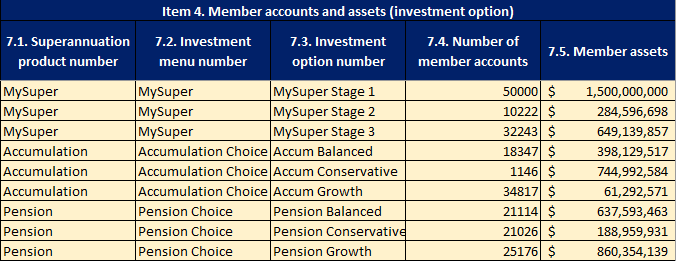 Item 4. Member accounts and assets (investment option)
7.1. Superannuation product number 7.2. Investment menu number 7.3. Investment option number 7.4. Number of member accounts 7.5. Member assets
MySuper MySuper MySuper Stage 1 50000 $ 1,500,000,000
MySuper MySuper MySuper Stage 2 10222 $ 284,596,698
MySuper MySuper MySuper Stage 3 32243 $ 649,139,857
Accumulation Accumulation Choice Accum Balanced 18347 $ 398,129,517
Accumulation Accumulation Choice Accum Conservative 1146 $ 744,992,584
Accumulation Accumulation Choice Accum Growth 34817 $ 61,292,571
Pension Pension Choice Pension Balanced 21114 $ 637,593,463
Pension Pension Choice Pension Conservative 21026 $ 188,959,931
Pension Pension Choice Pension Growth 25176 $ 860,354,139